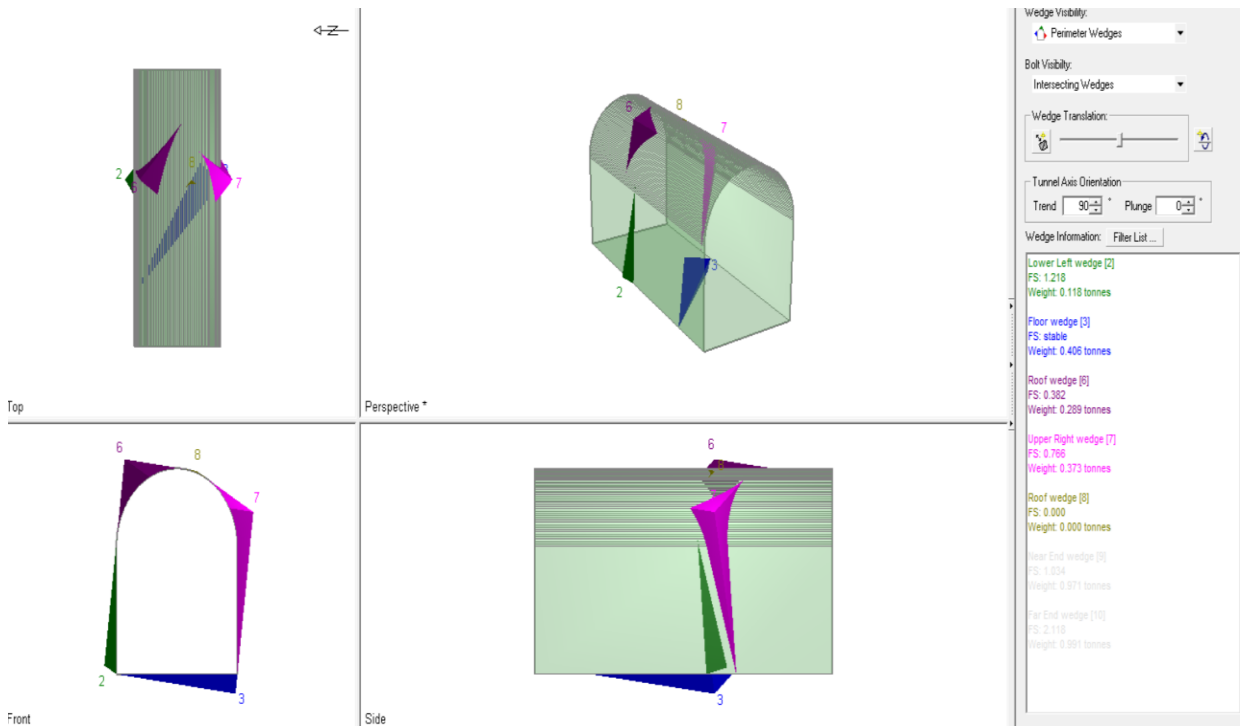 Top
2
6
8
3
7
N
Perspective *
6
8
7
2
3
Front
6
8
7
2
3
Side
6
8
7
2
3
Wedge Visibility:
Perimeter Wedges
Bolt Visibilty:
Intersecting Wedges
Wedge Translation:
Tunnel Axis Orientation
Trend 90 ° Plunge 0 °
Wedge Information: Filter List ...
Lower Left wedge [2]
FS: 1.218
Weight: 0.118 tonnes
Floor wedge [3]
FS: stable
Weight: 0.406 tonnes
Roof wedge [6]
FS: 0.382
Weight: 0.289 tonnes
Upper Right wedge [7]
FS: 0.766
Weight: 0.373 tonnes
Roof wedge [8]
FS: 0.000
Weight: 0.000 tonnes
Near End wedge [9]
FS: 1.034
Weight: 0.971 tonnes
Far End wedge [10]
FS: 2.118
Weight: 0.991 tonnes